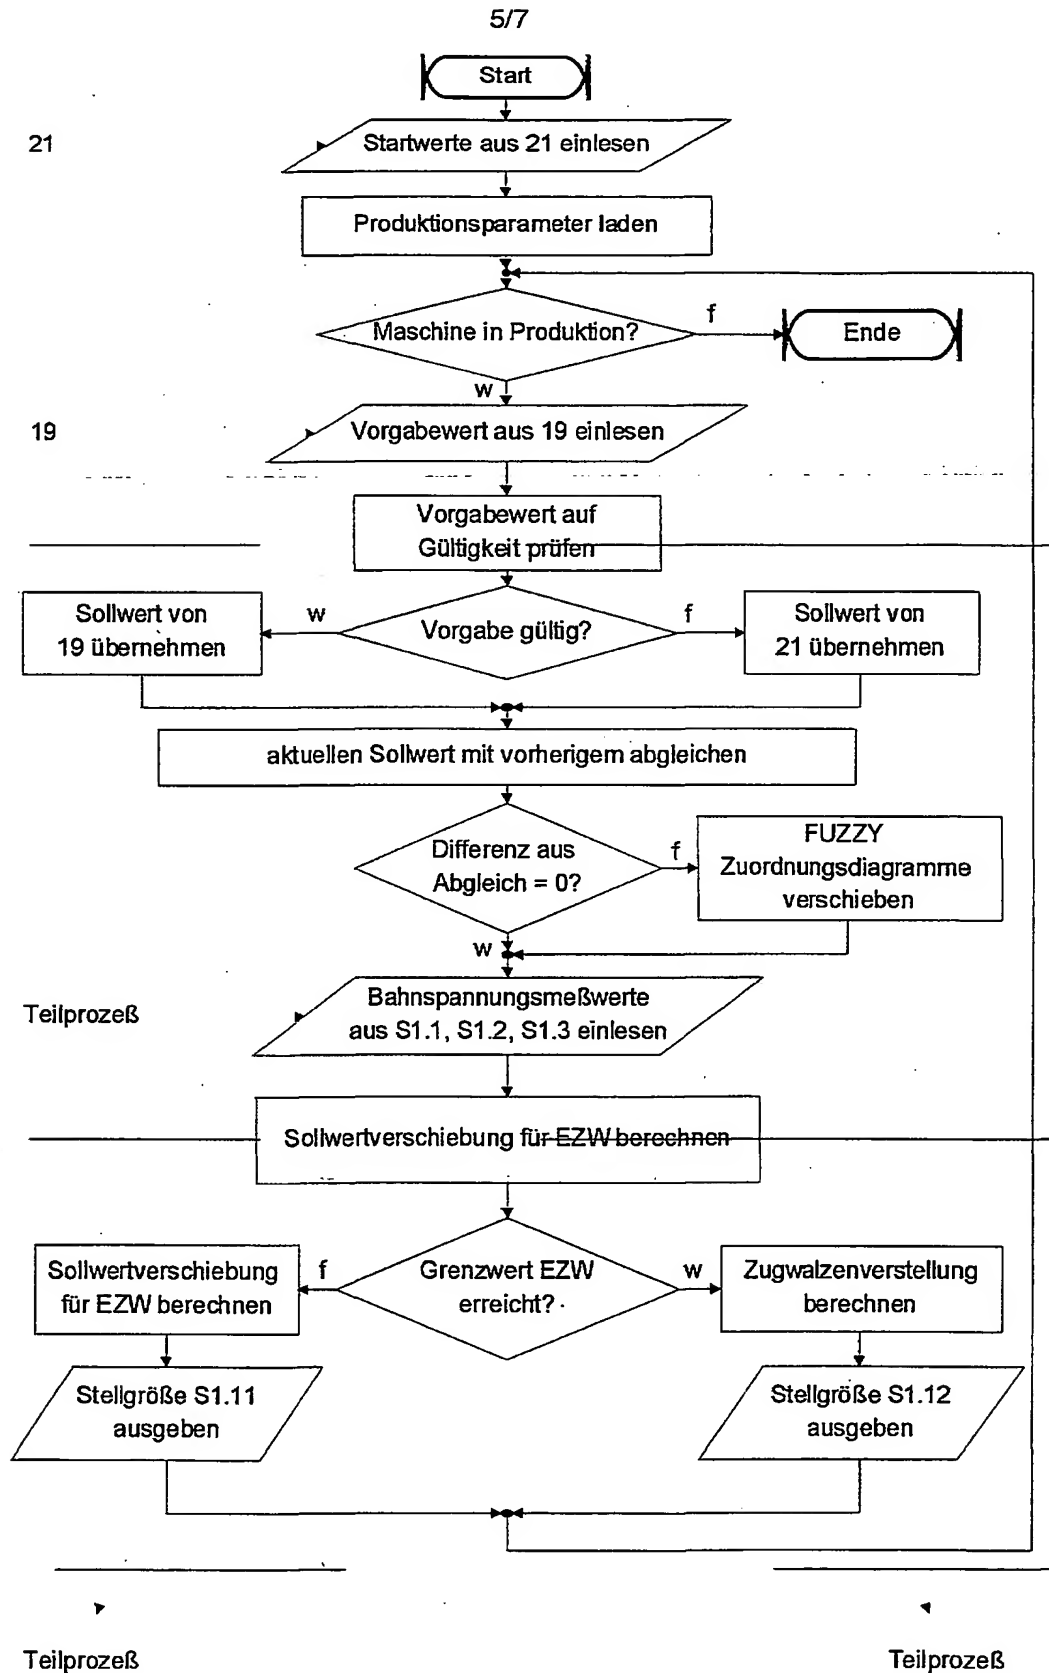 5/7
Start
21
Startwerte aus 21 einlesen
Produktionsparameter laden
Maschine in Produktion?
f
Ende
w
19
Vorgabewert aus 19 einlesen
Vorgabewert auf
Gültigkeit prüfen
Sollwert von
19 übernehmen
w
Vorgabe gültig?
f
Sollwert von
21 übernehmen
aktuellen Sollwert mit vorherigem abgleichen
Differenz aus
Abgleich = 0?
f
FUZZY
Zuordnungsdiagramme
verschieben
w
Teilprozeß
Bahnspannungsmeßwerte
aus S1.1, S1.2, S1.3 einlesen
Sollwertverschiebung für EZW berechnen
Sollwertverschiebung
für EZW berechnen
f
Grenzwert EZW
erreicht?
w
Zugwalzenverstellung
berechnen
Stellgröße S1.11
ausgeben
Stellgröße S1.12
ausgeben
Teilprozeß
Teilprozeß